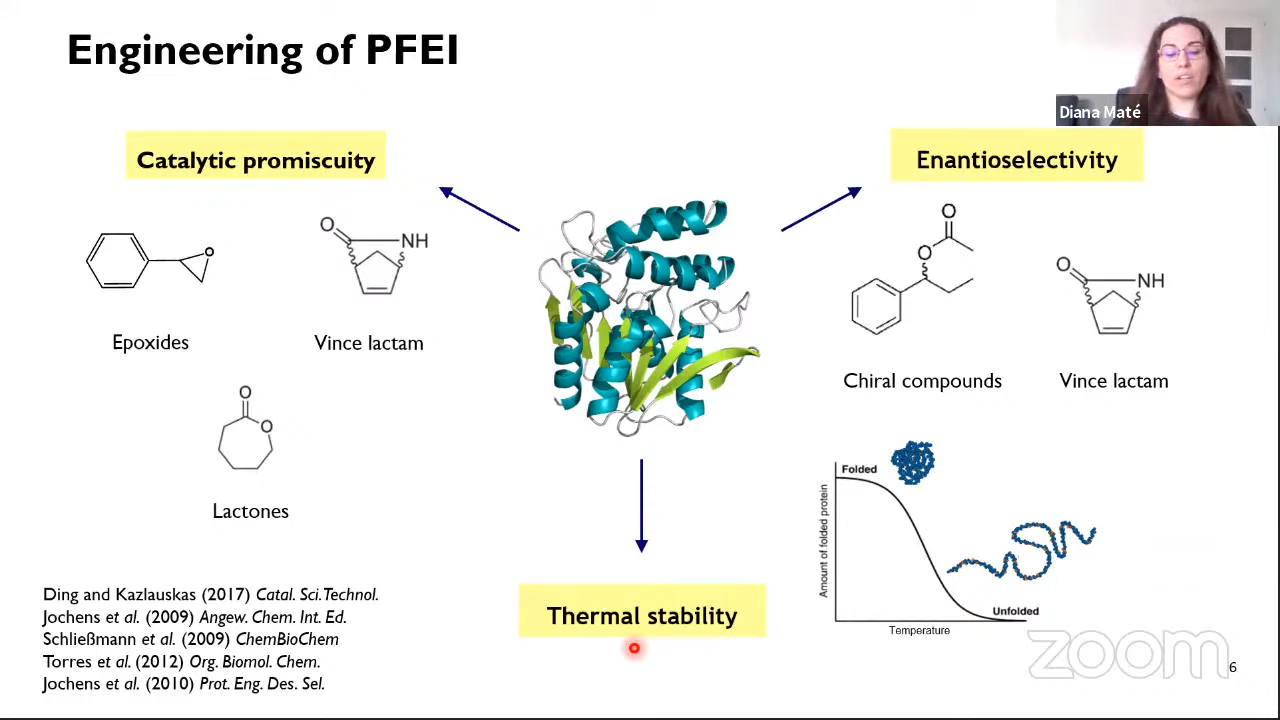 Engineering of PFEI
Diana Maté
Catalytic promiscuity
Enantioselectivity
O
NH
O
Epoxides
Vince lactam
O
O
Lactones
O
O
O
NH
Chiral compounds
Vince lactam
Folded
Amount of folded protein
Unfolded
Temperature
Thermal stability
Ding and Kazlauskas (2017) Catal. Sci.Technol.
Jochens et al. (2009) Angew. Chem. Int. Ed.
Schließmann et al. (2009) ChemBioChem
Torres et al. (2012) Org. Biomol. Chem.
Jochens et al. (2010) Prot. Eng. Des. Sel.
zoom
6